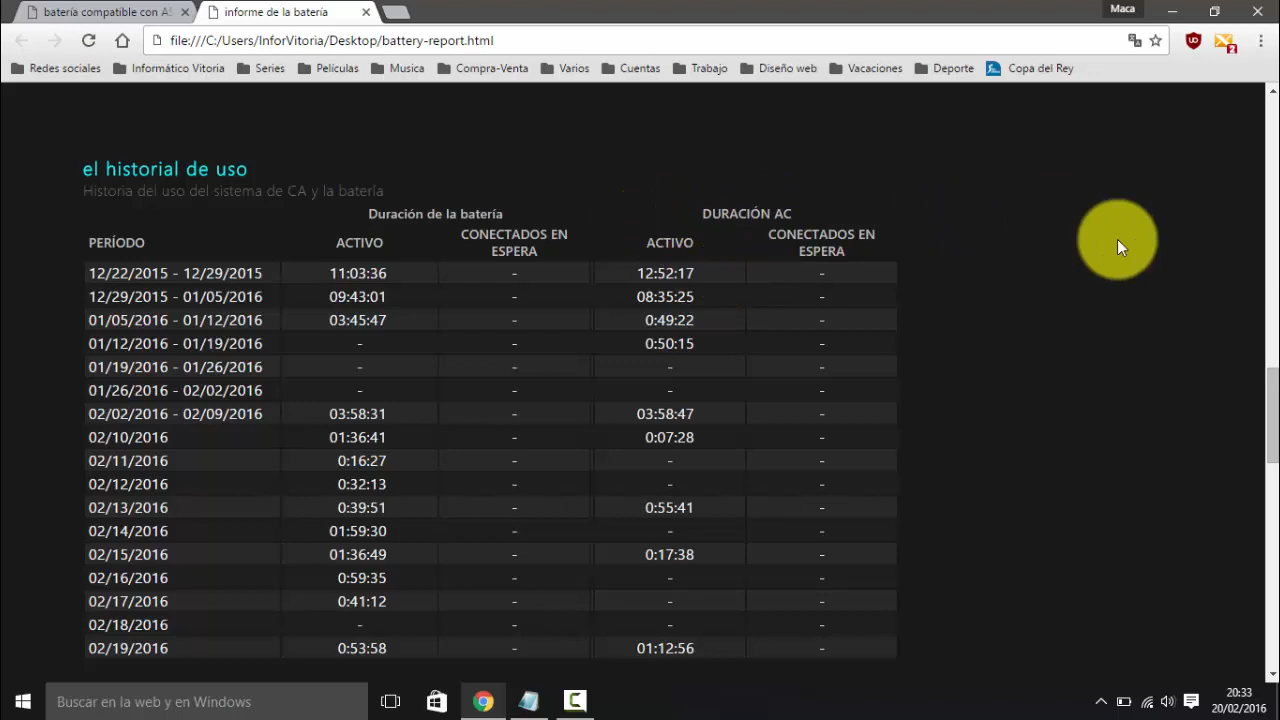 batería compatible con AS
informe de la batería
Maca
file:///C:/Users/InforVitoria/Desktop/battery-report.html
2
Redes sociales Informático Vitoria Series Películas Musica Compra-Venta Varios Cuentas Trabajo Diseño web Vacaciones Deporte Copa del Rey
el historial de uso
Historia del uso del sistema de CA y la batería
Duración de la batería DURACIÓN AC
PERÍODO ACTIVO CONECTADOS EN ESPERA ACTIVO CONECTADOS EN ESPERA
12/22/2015 - 12/29/2015 11:03:36 - 12:52:17 -
12/29/2015 - 01/05/2016 09:43:01 - 08:35:25 -
01/05/2016 - 01/12/2016 03:45:47 - 0:49:22 -
01/12/2016 - 01/19/2016 - - 0:50:15 -
01/19/2016 - 01/26/2016 - - - -
01/26/2016 - 02/02/2016 - - - -
02/02/2016 - 02/09/2016 03:58:31 - 03:58:47 -
02/10/2016 01:36:41 - 0:07:28 -
02/11/2016 0:16:27 - - -
02/12/2016 0:32:13 - - -
02/13/2016 0:39:51 - 0:55:41 -
02/14/2016 01:59:30 - - -
02/15/2016 01:36:49 - 0:17:38 -
02/16/2016 0:59:35 - - -
02/17/2016 0:41:12 - - -
02/18/2016 - - - -
02/19/2016 0:53:58 - 01:12:56 -
Buscar en la web y en Windows
20:33
20/02/2016